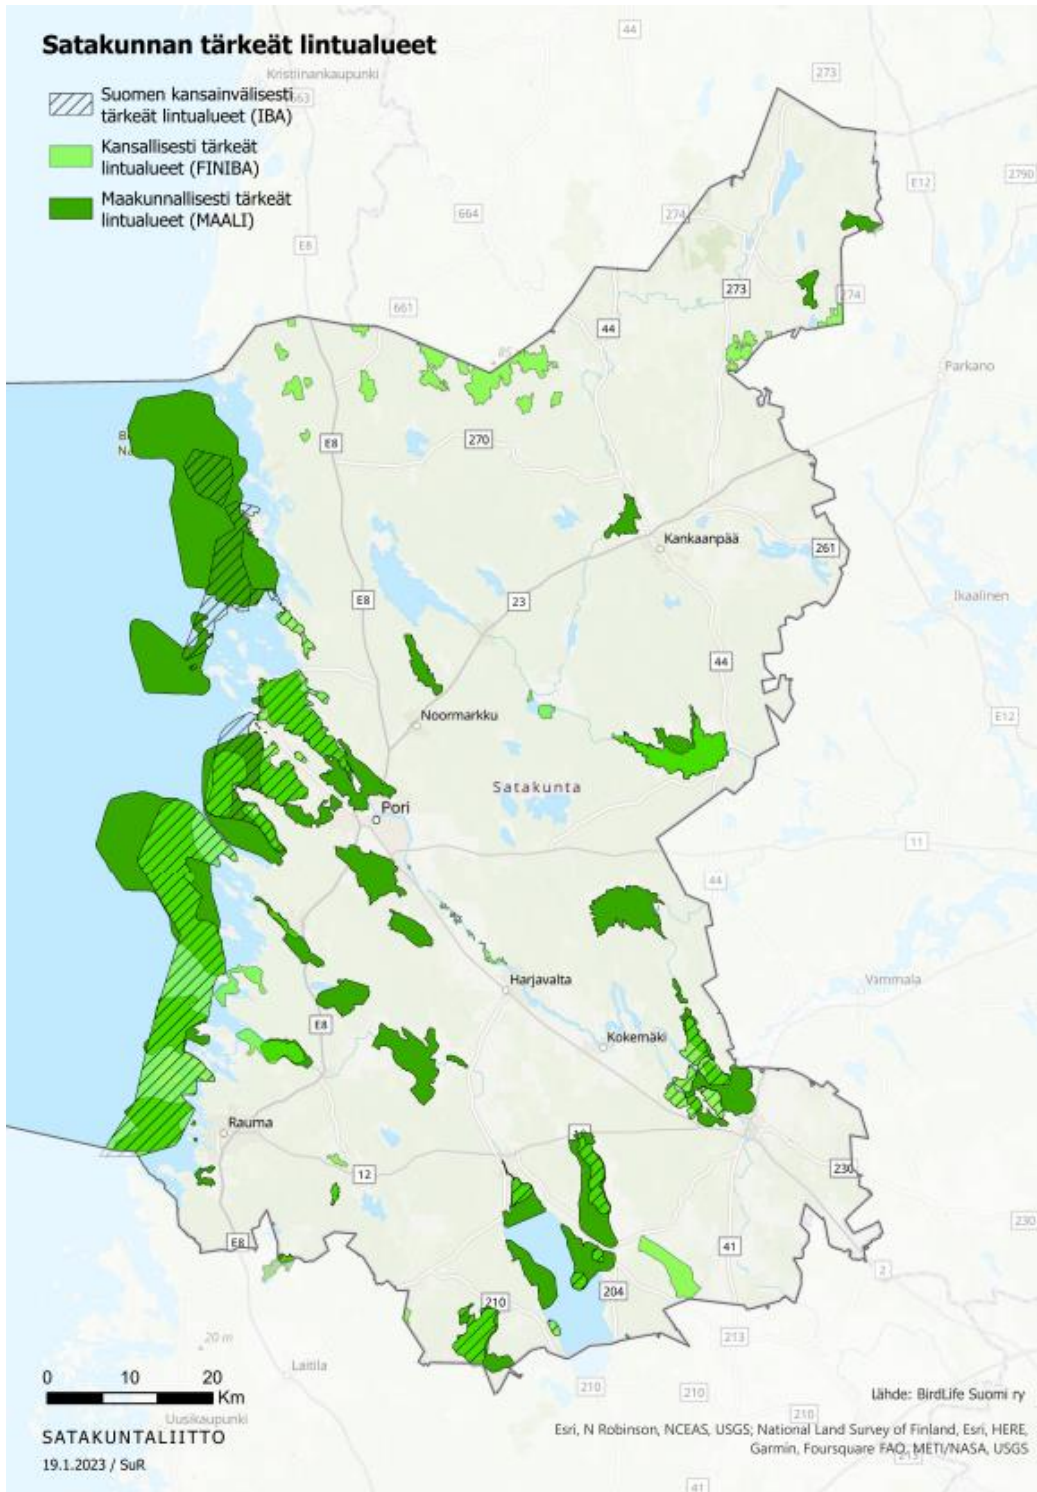 Satakunnan tärkeät lintualueet
Kristiinankaupunki
Suomen kansainvälisesti
tärkeät lintualueet (IBA)
Kansallisesti tärkeät
lintualueet (FINIBA)
Maakunnallisesti tärkeät
lintualueet (MAALI)
44
273
663
E12
2790
664
274
E8
273
274
661
44
Parkano
E8
270
Kankaanpää
261
E8
23
Ikaalinen
44
Noormarkku
E12
Satakunta
Pori
11
44
Harjavalta
Vammala
E8
Kokemäki
Rauma
12
230
230
E8
41
2
210
204
20 m
213
Laitila
210
210
0 10 20
Km
Lähde: BirdLife Suomi ry
Uusikaupunki
210
SATAKUNTALIITTO
Esri, N Robinson, NCEAS, USGS; National Land Survey of Finland, Esri, HERE,
Garmin, Foursquare FAO, METI/NASA, USGS
213
19.1.2023 / SuR
41